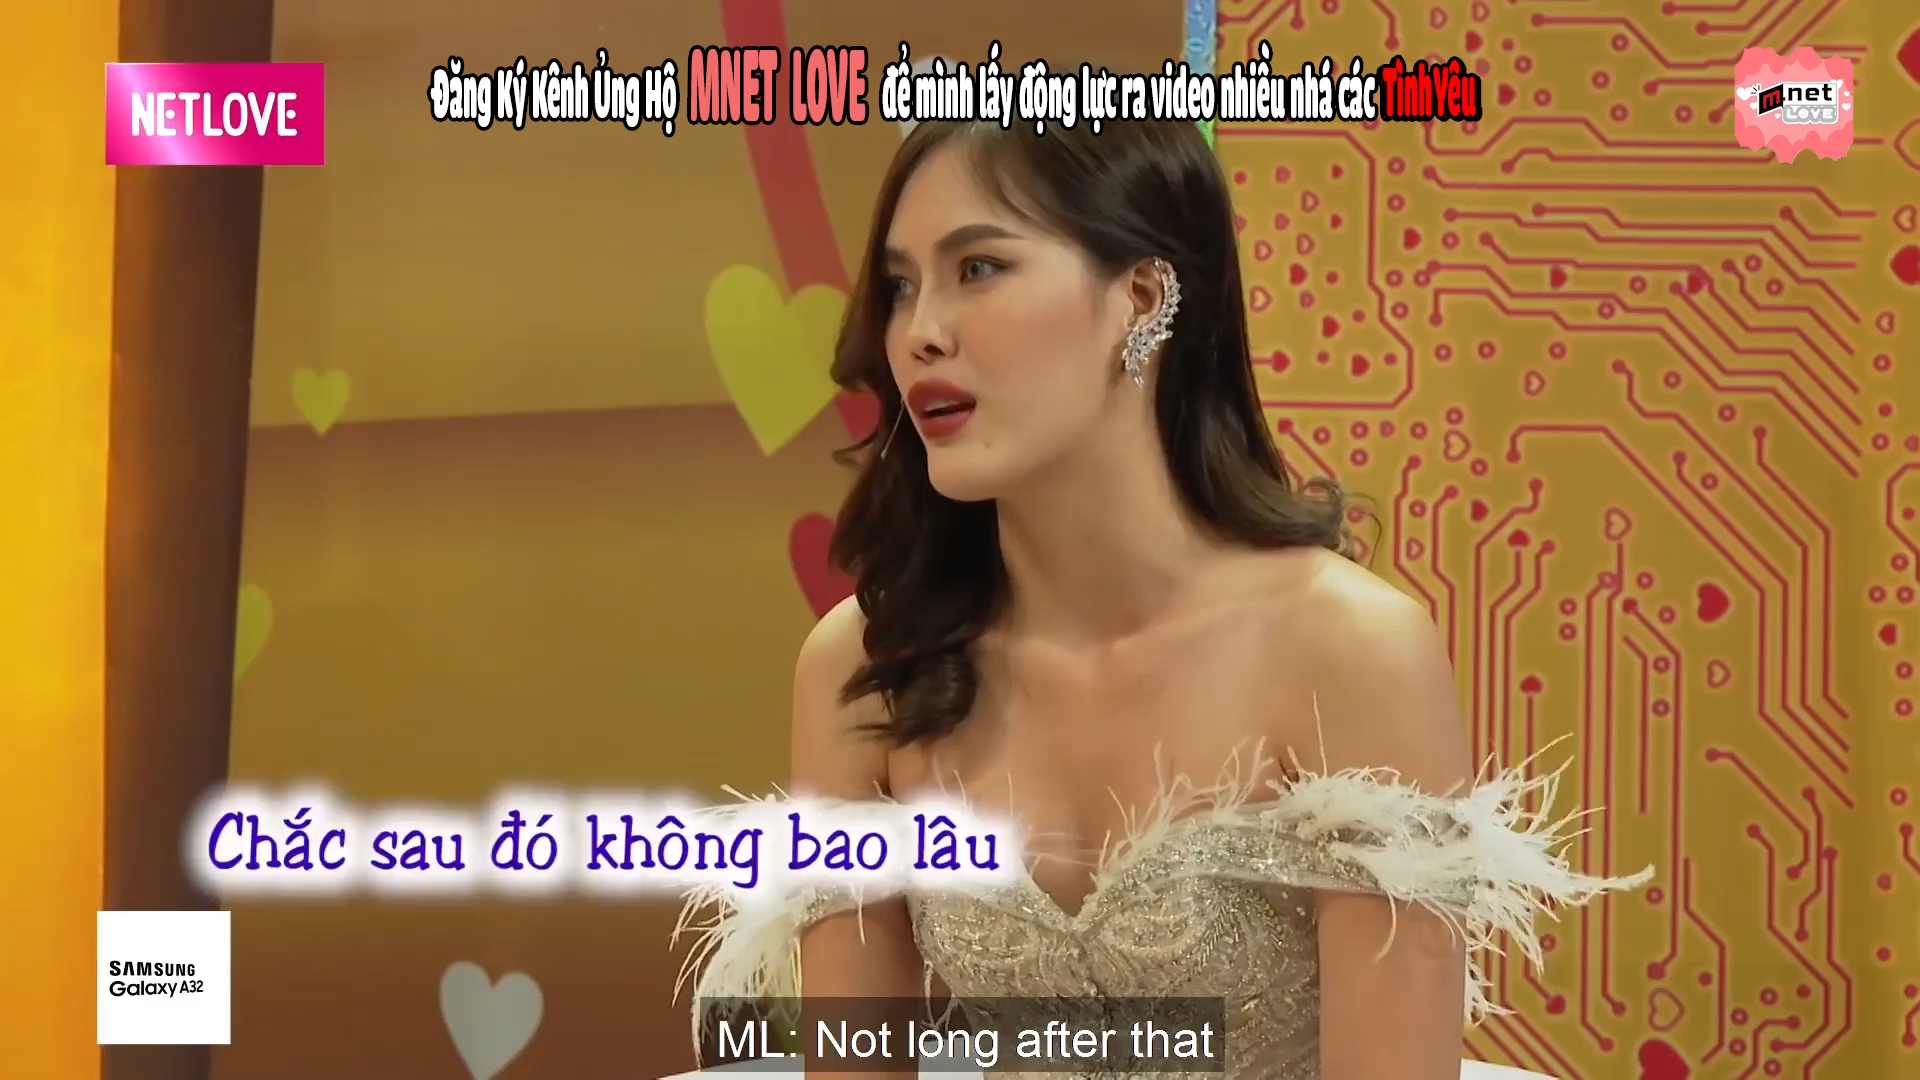 Đăng Ký Kênh Ủng Hộ MNET LOVE để mình lấy động lực ra video nhiều nhá các Tình Yêu
NETLOVE
mnet
LOVE
Chắc sau đó không bao lâu
SAMSUNG
Galaxy A32
ML: Not long after that